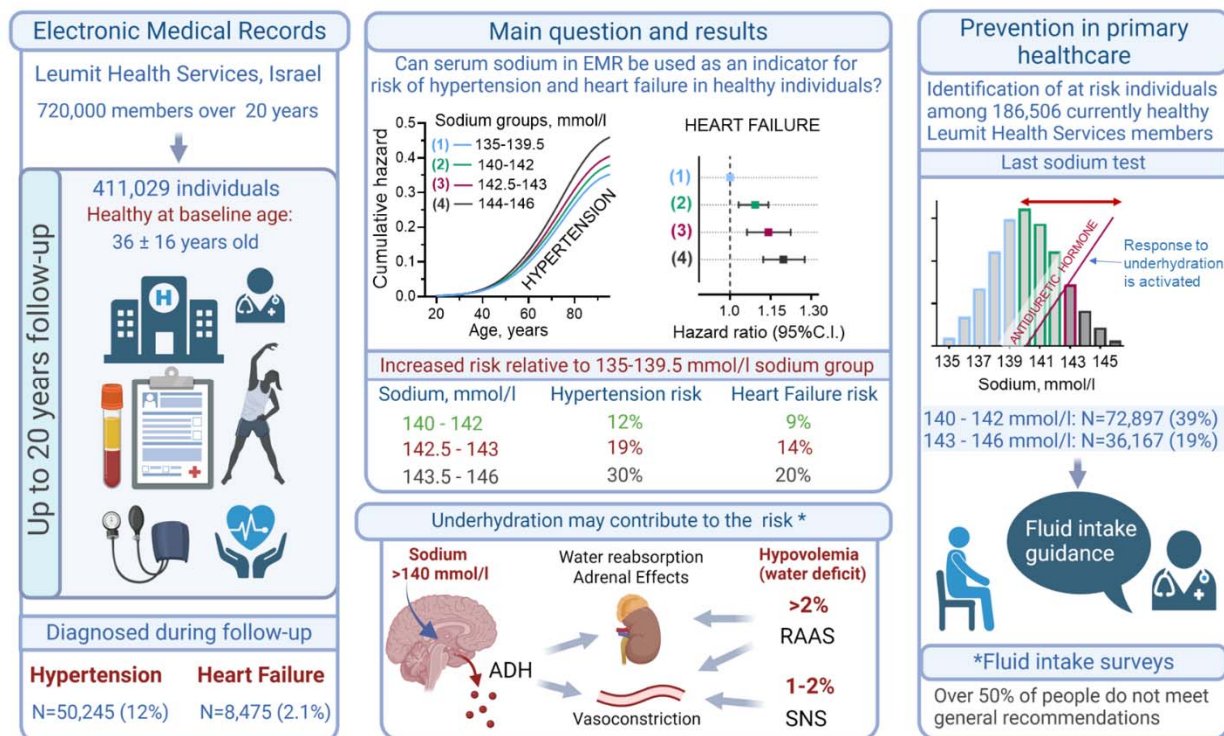 Electronic Medical Records
Leumit Health Services, Israel
720,000 members over 20 years
Up to 20 years follow-up
411,029 individuals
Healthy at baseline age:
36 ± 16 years old
H
Diagnosed during follow-up
Hypertension Heart Failure
N=50,245 (12%) N=8,475 (2.1%)
Main question and results
Can serum sodium in EMR be used as an indicator for
risk of hypertension and heart failure in healthy individuals?
Cumulative hazard
0.5
0.4
0.3
0.2
0.1
0.0
Sodium groups, mmol/l
(1) 135-139.5
(2) 140-142
(3) 142.5-143
(4) 144-146
HYPERTENSION
20 40 60 80
Age, years
HEART FAILURE
(1)
(2)
(3)
(4)
1.0 1.15 1.30
Hazard ratio (95%C.I.)
Increased risk relative to 135-139.5 mmol/l sodium group
Sodium, mmol/l Hypertension risk Heart Failure risk
140 - 142 12% 9%
142.5 - 143 19% 14%
143.5 - 146 30% 20%
Underhydration may contribute to the risk *
Sodium
>140 mmol/l
ADH
Water reabsorption
Adrenal Effects
Vasoconstriction
Hypovolemia
(water deficit)
>2%
RAAS
1-2%
SNS
Prevention in primary
healthcare
Identification of at risk individuals
among 186,506 currently healthy
Leumit Health Services members
Last sodium test
ANTIDIURETIC HORMONE
Response to
underhydration
is activated
135 137 139 141 143 145
Sodium, mmol/l
140 - 142 mmol/l: N=72,897 (39%)
143 - 146 mmol/l: N=36,167 (19%)
Fluid intake
guidance
*Fluid intake surveys
Over 50% of people do not meet
general recommendations